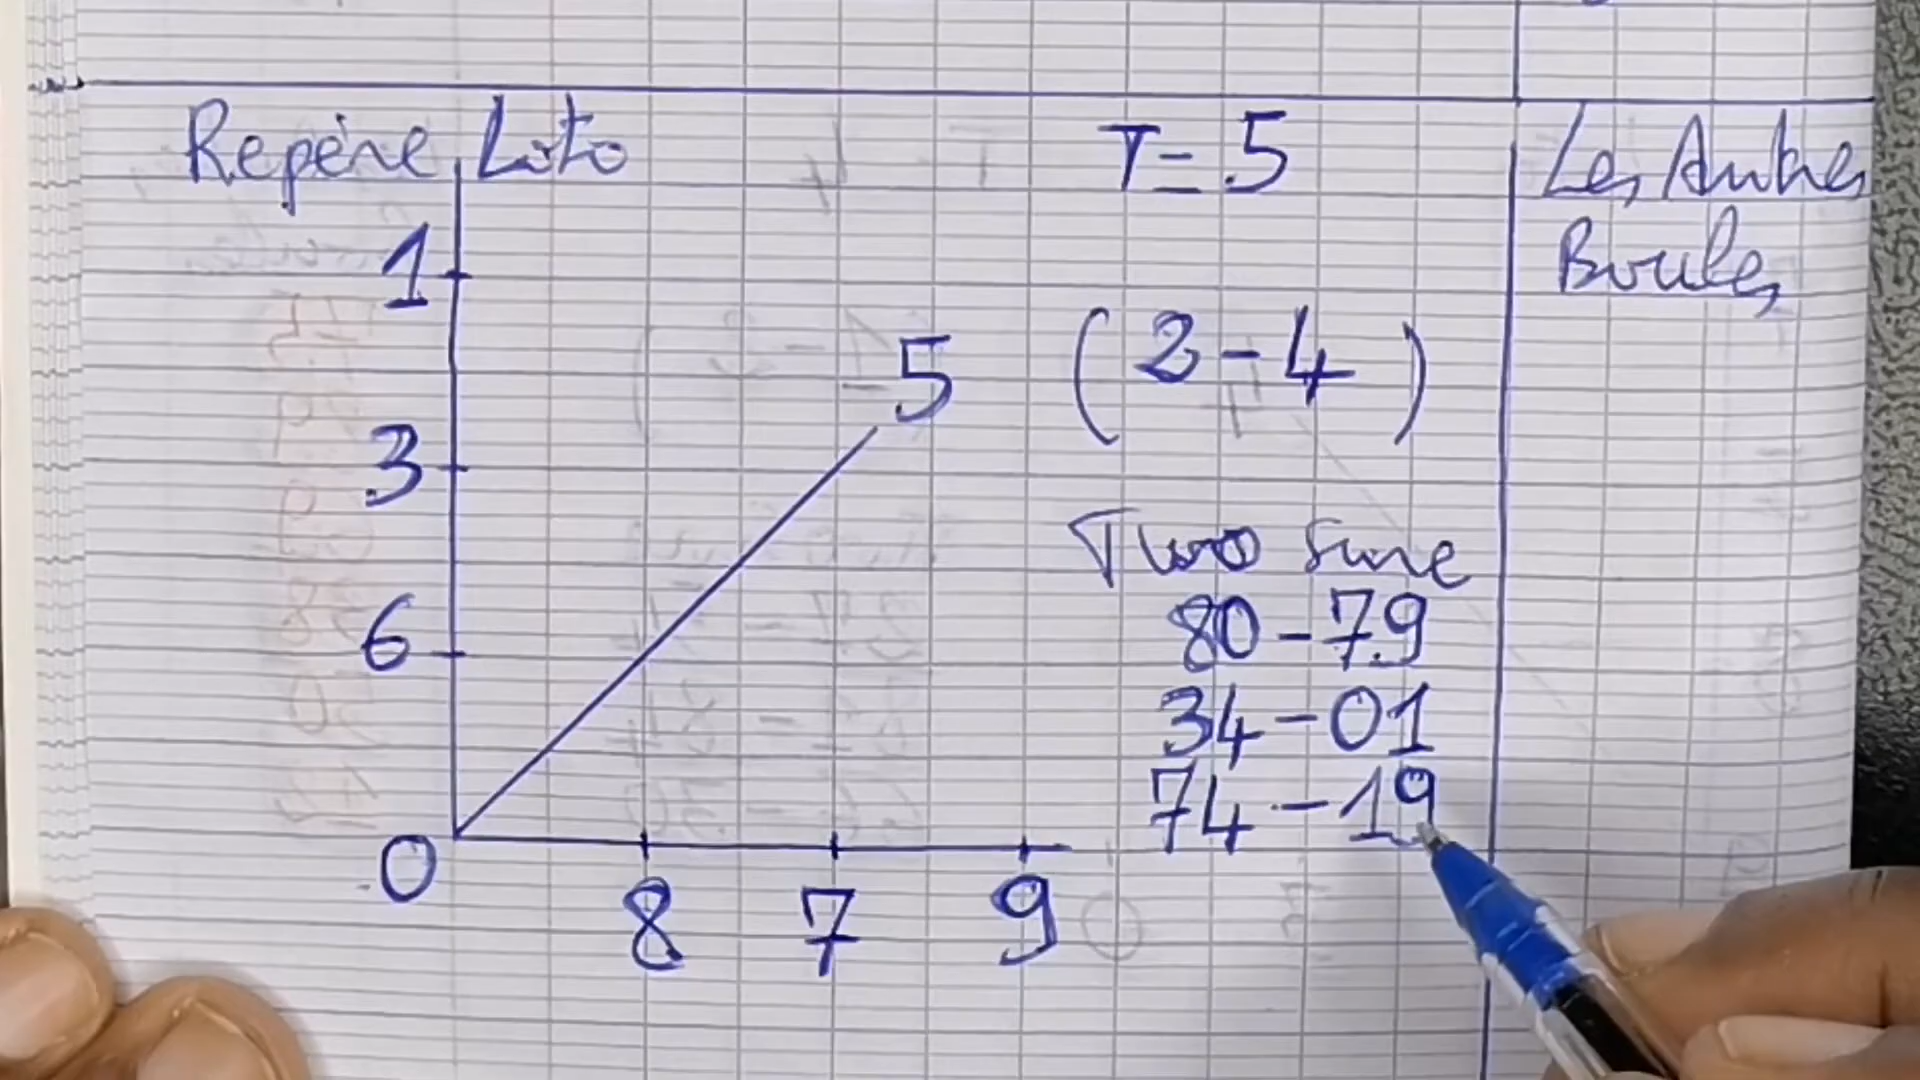 Repère Loto
T = 5
Les Autres
Boules
1
5
(2-4)
3
Two Sure
6
80-79
34-01
74-19
0
8
7
9